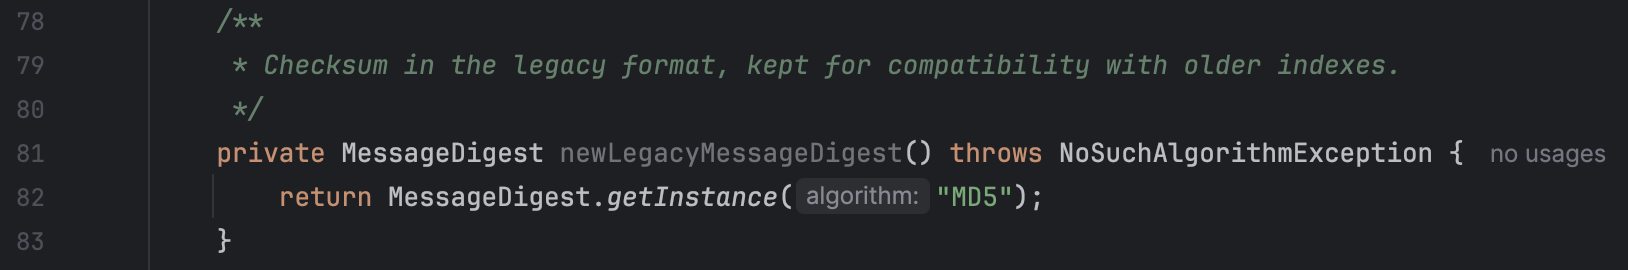 78 /**
79 * Checksum in the legacy format, kept for compatibility with older indexes.
80 */
81 private MessageDigest newLegacyMessageDigest() throws NoSuchAlgorithmException { no usages
82 return MessageDigest.getInstance( algorithm: "MD5");
83 }